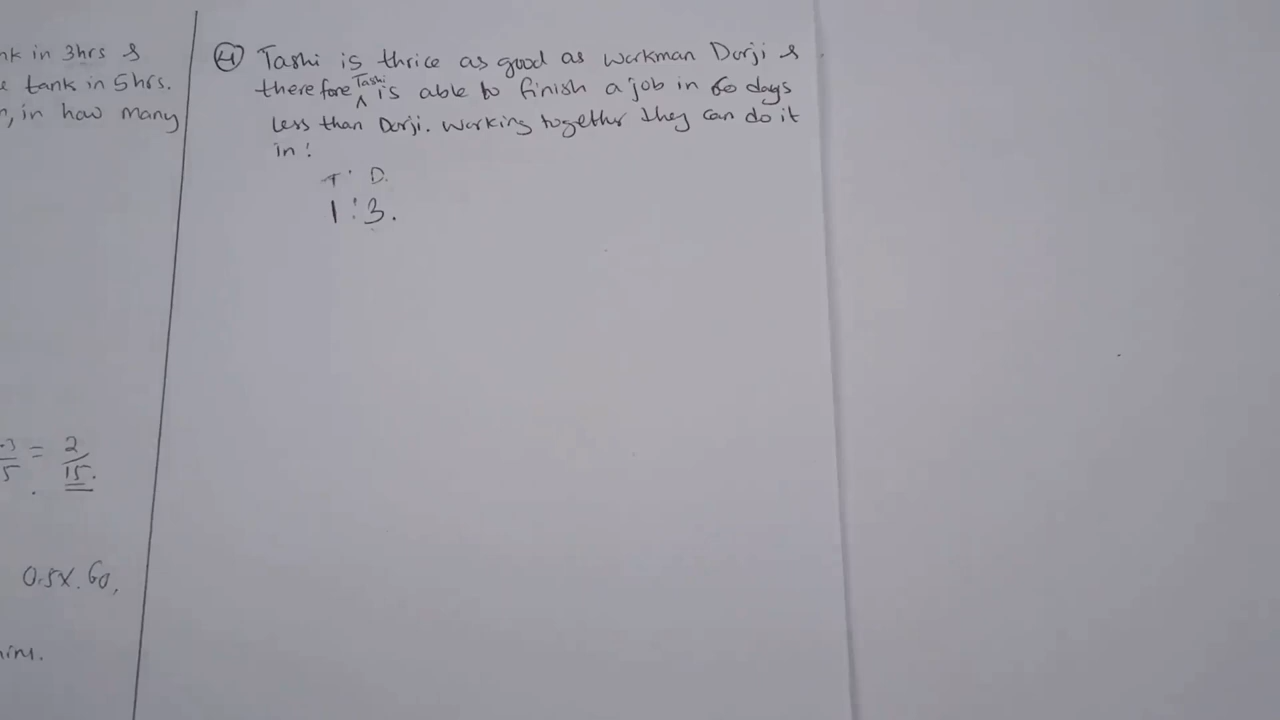 nk in 3hrs &
e tank in 5hrs.
n, in how many
④ Tashi is thrice as good as workman Dorji &
therefore Tashi is able to finish a job in 60 days
less than Dorji. Working together they can do it
in:
T : D.
1 : 3.
5 = 2/15.
0.5 x 60,